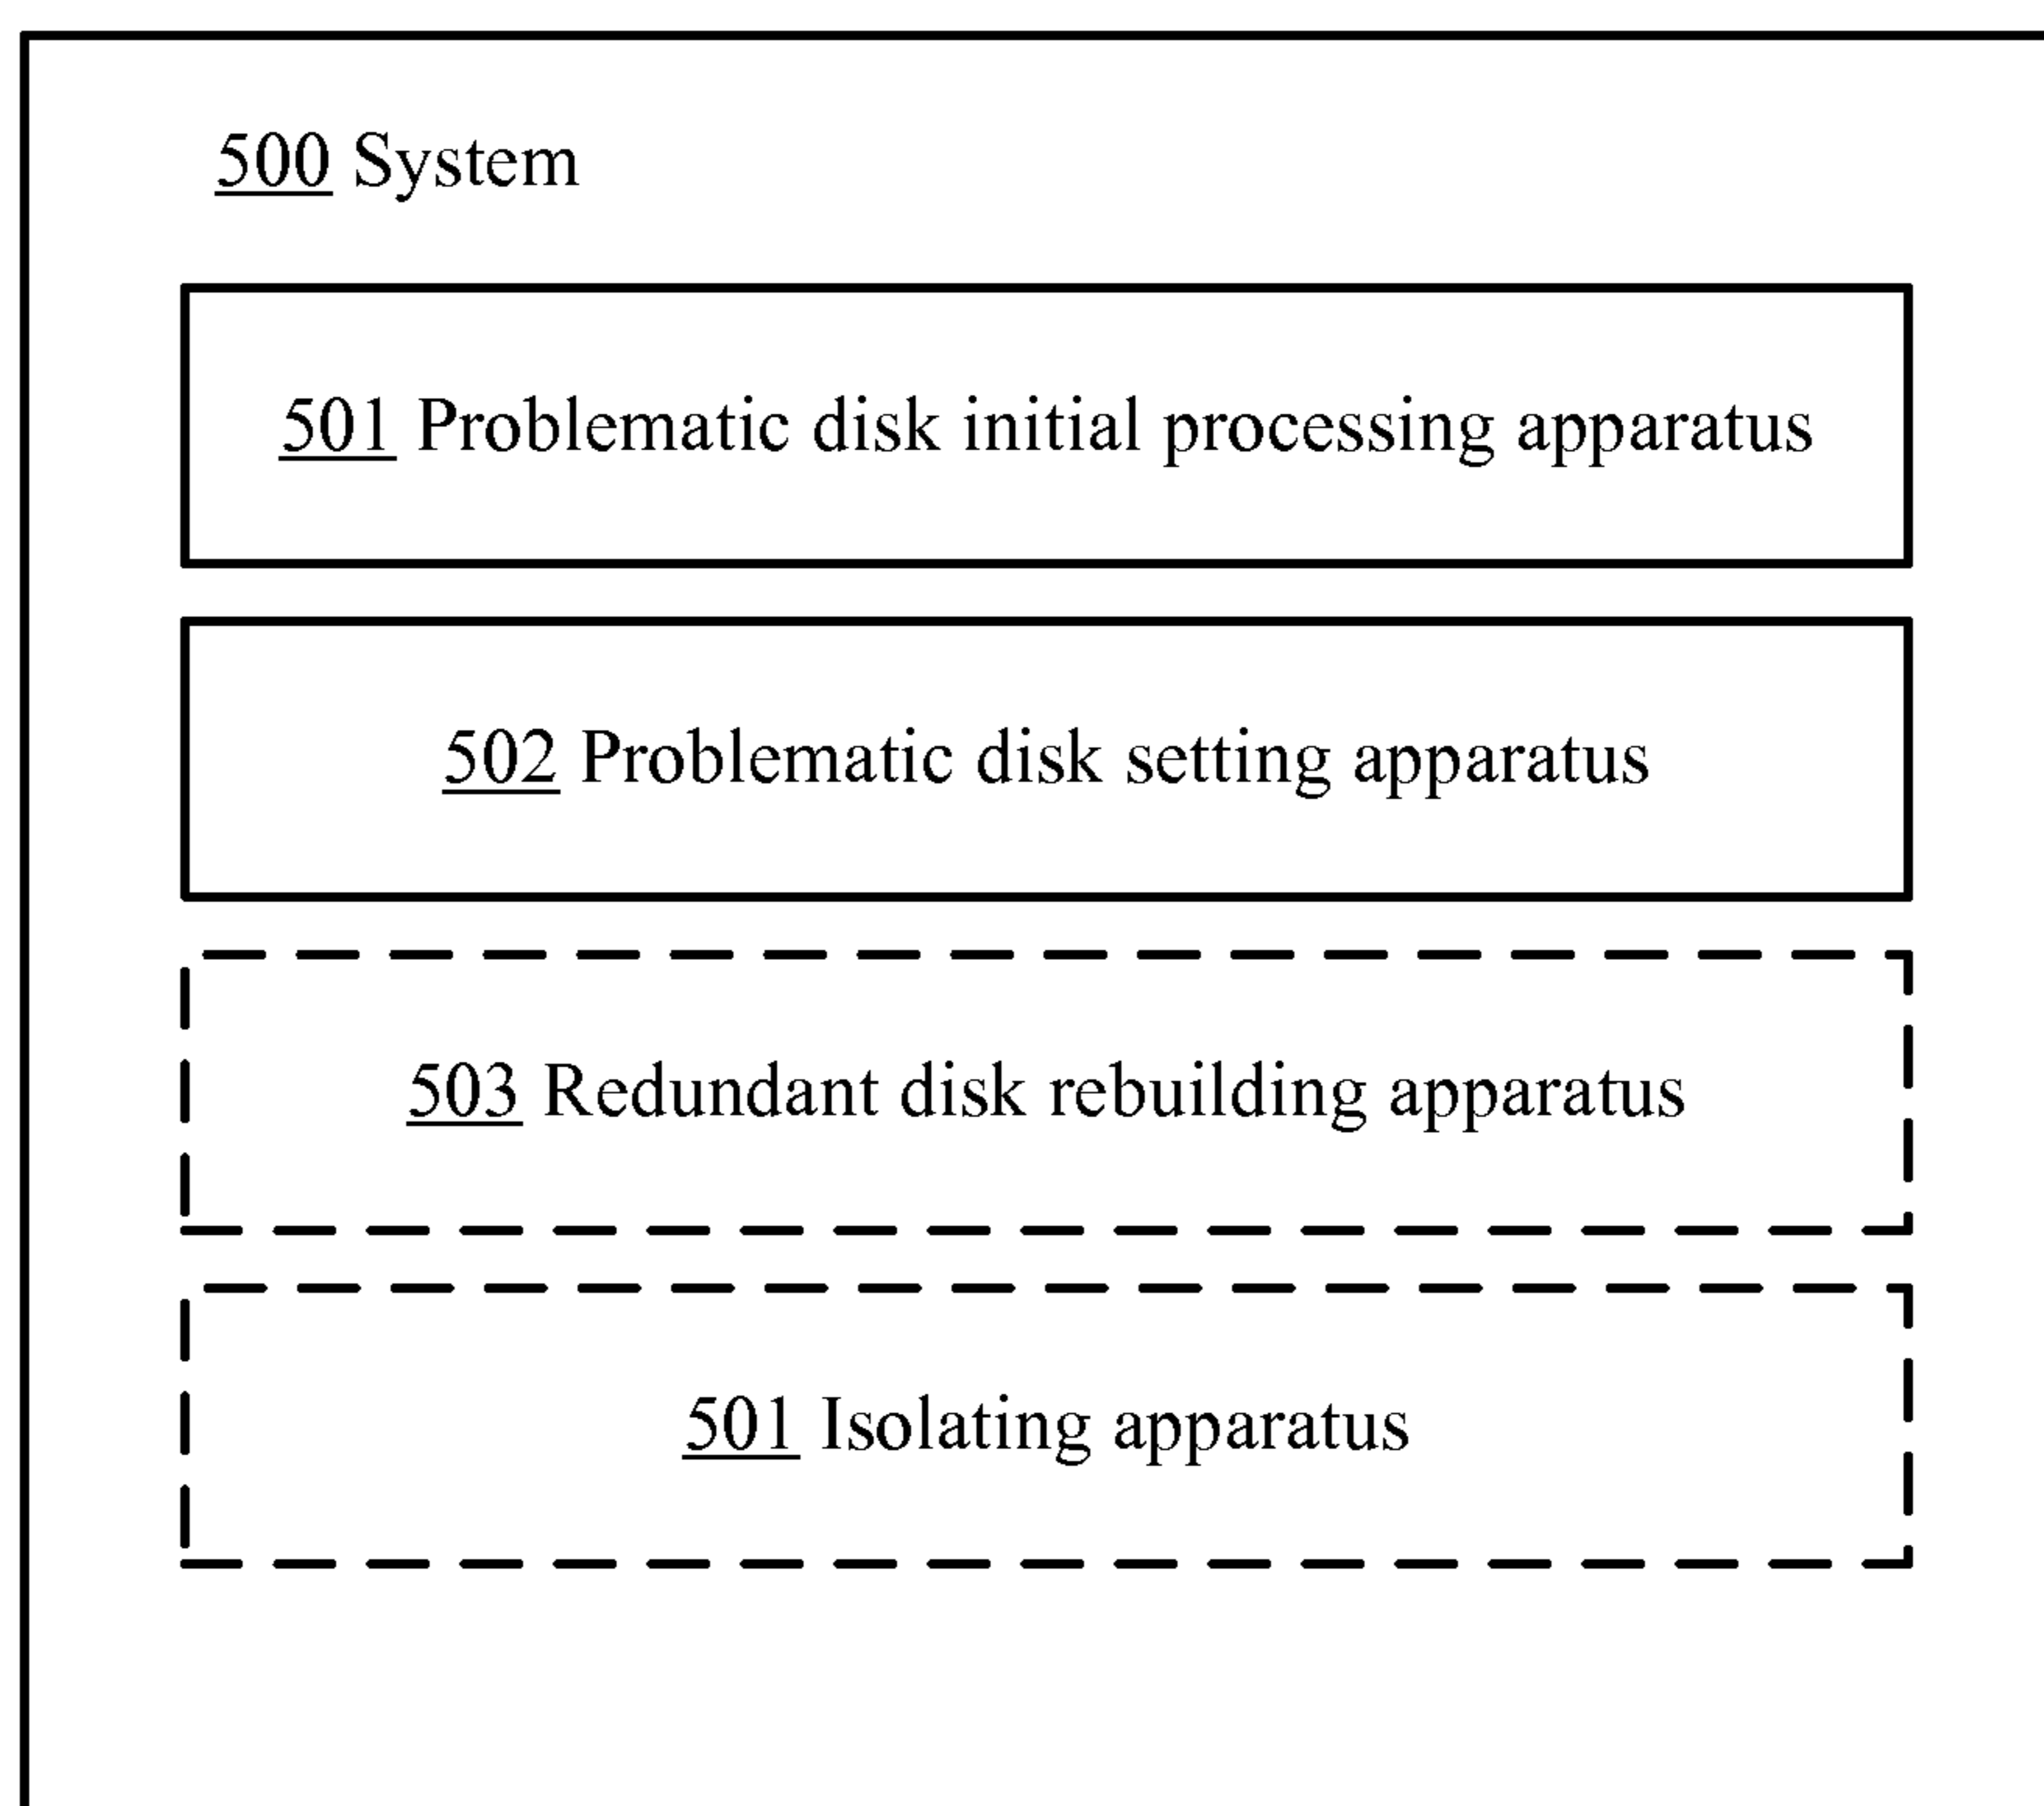 500 System
501 Problematic disk initial processing apparatus
502 Problematic disk setting apparatus
503 Redundant disk rebuilding apparatus
501 Isolating apparatus